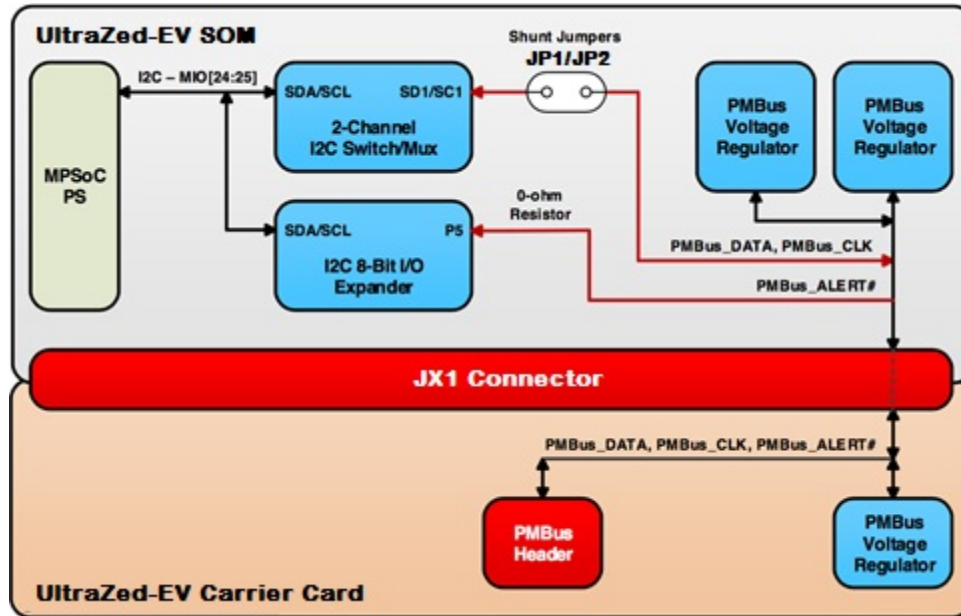 UltraZed-EV SOM
Shunt Jumpers
JP1/JP2
I2C – MIO[24:25]
MPSoC
PS
SDA/SCL SD1/SC1
2-Channel
I2C Switch/Mux
PMBus
Voltage
Regulator
PMBus
Voltage
Regulator
0-ohm
Resistor
SDA/SCL P5
I2C 8-Bit I/O
Expander
PMBus_DATA, PMBus_CLK
PMBus_ALERT#
JX1 Connector
PMBus_DATA, PMBus_CLK, PMBus_ALERT#
PMBus
Header
PMBus
Voltage
Regulator
UltraZed-EV Carrier Card